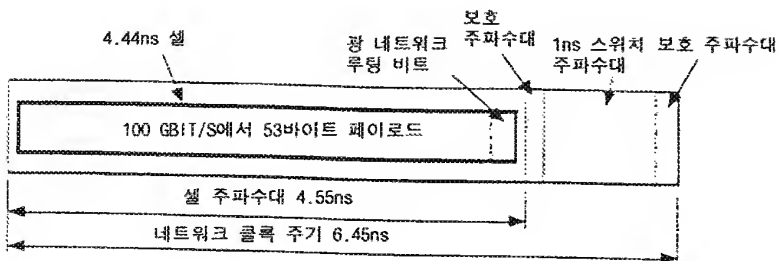 4.44ns 셀
광 네트워크
루팅 비트
보호
주파수대
1ns 스위치
주파수대
보호 주파수대
100 GBIT/S에서 53바이트 페이로드
셀 주파수대 4.55ns
네트워크 클록 주기 6.45ns